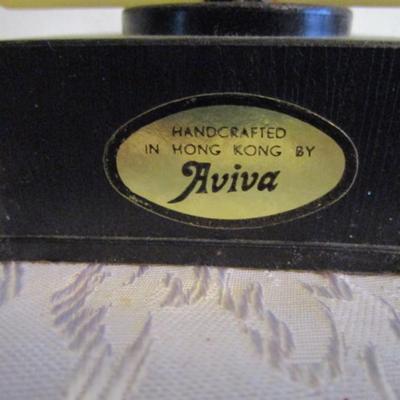 HANDCRAFTED
IN HONG KONG BY
Aviva